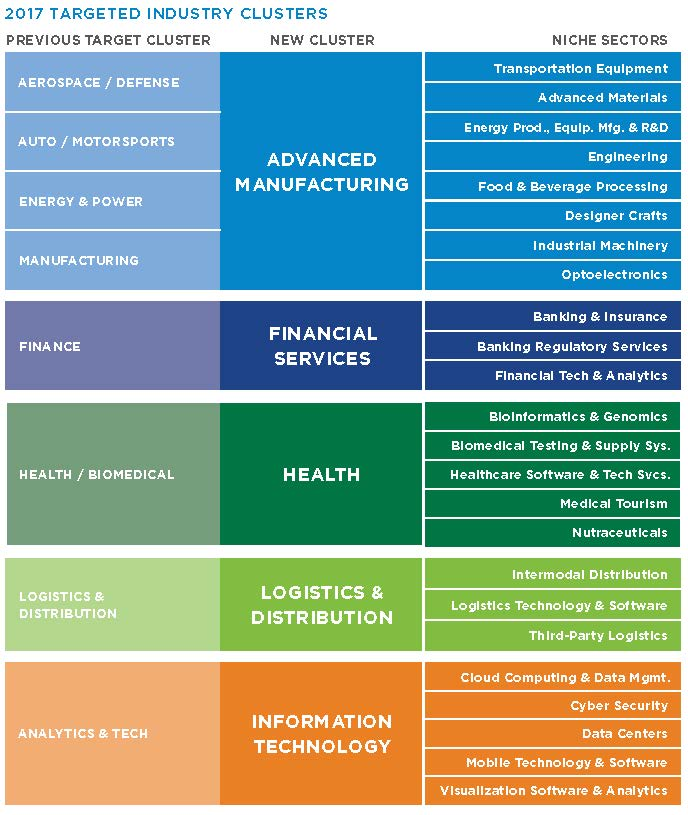 2017 TARGETED INDUSTRY CLUSTERS
PREVIOUS TARGET CLUSTER
NEW CLUSTER
NICHE SECTORS
AEROSPACE / DEFENSE
AUTO / MOTORSPORTS
ENERGY & POWER
MANUFACTURING
ADVANCED
MANUFACTURING
Transportation Equipment
Advanced Materials
Energy Prod., Equip. Mfg. & R&D
Engineering
Food & Beverage Processing
Designer Crafts
Industrial Machinery
Optoelectronics
FINANCE
FINANCIAL
SERVICES
Banking & Insurance
Banking Regulatory Services
Financial Tech & Analytics
HEALTH / BIOMEDICAL
HEALTH
Bioinformatics & Genomics
Biomedical Testing & Supply Sys.
Healthcare Software & Tech Svcs.
Medical Tourism
Nutraceuticals
LOGISTICS &
DISTRIBUTION
LOGISTICS &
DISTRIBUTION
Intermodal Distribution
Logistics Technology & Software
Third-Party Logistics
ANALYTICS & TECH
INFORMATION
TECHNOLOGY
Cloud Computing & Data Mgmt.
Cyber Security
Data Centers
Mobile Technology & Software
Visualization Software & Analytics